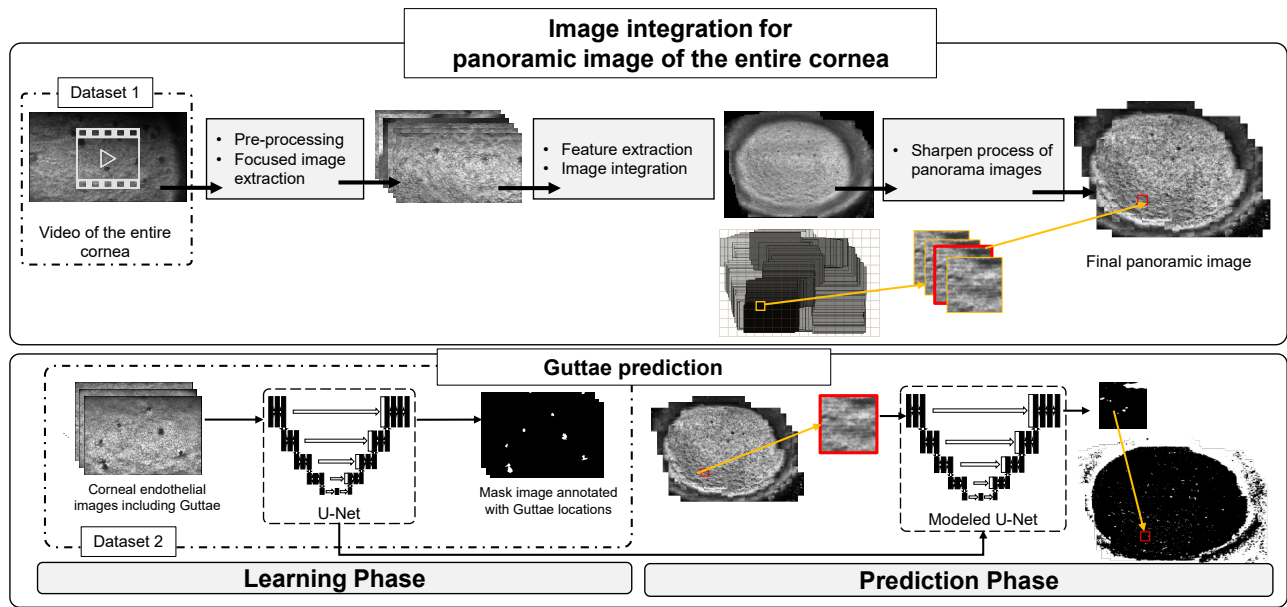 Image integration for
panoramic image of the entire cornea
Dataset 1
Video of the entire
cornea
• Pre-processing
• Focused image
extraction
• Feature extraction
• Image integration
• Sharpen process of
panorama images
Final panoramic image
Guttae prediction
Corneal endothelial
images including Guttae
U-Net
Mask image annotated
with Guttae locations
Dataset 2
Modeled U-Net
Learning Phase
Prediction Phase